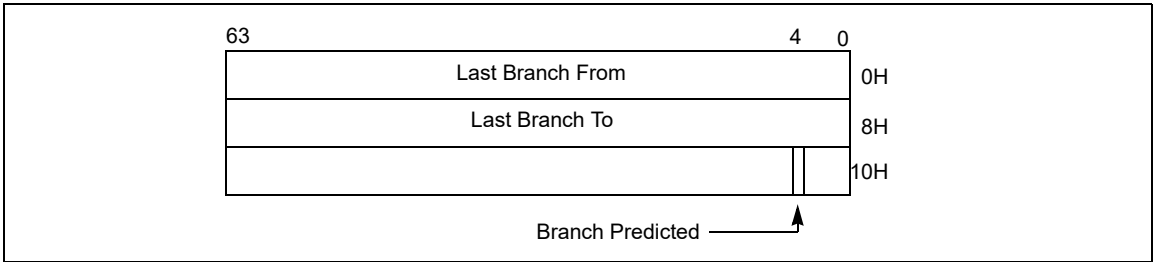 63 4 0
Last Branch From 0H
Last Branch To 8H
10H
Branch Predicted